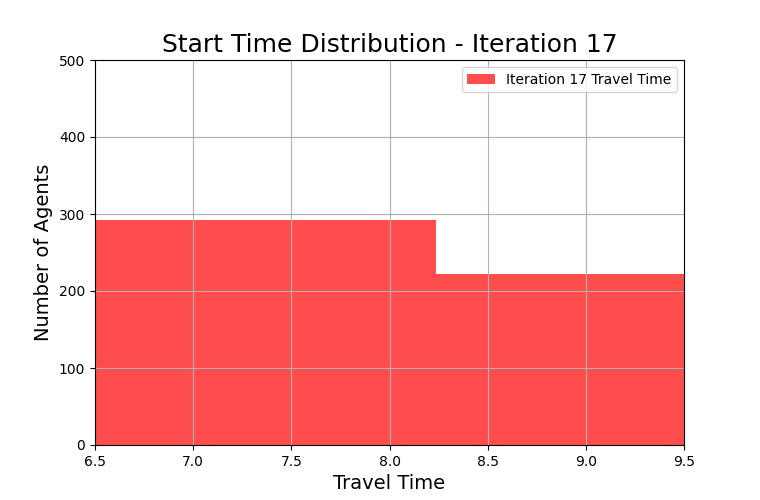 Start Time Distribution - Iteration 17
Iteration 17 Travel Time
500
400
300
200
100
0
Number of Agents
6.5 7.0 7.5 8.0 8.5 9.0 9.5
Travel Time